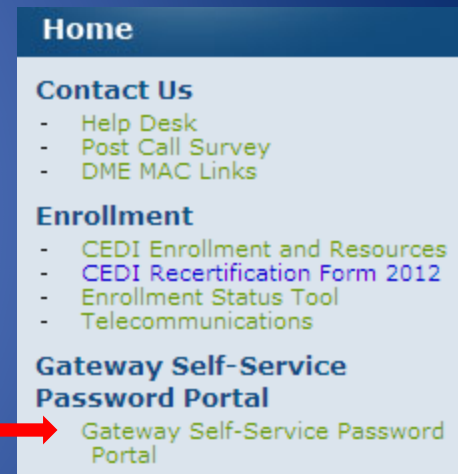 Home
Contact Us
- Help Desk
- Post Call Survey
- DME MAC Links
Enrollment
- CEDI Enrollment and Resources
- CEDI Recertification Form 2012
- Enrollment Status Tool
- Telecommunications
Gateway Self-Service
Password Portal
Gateway Self-Service Password
Portal